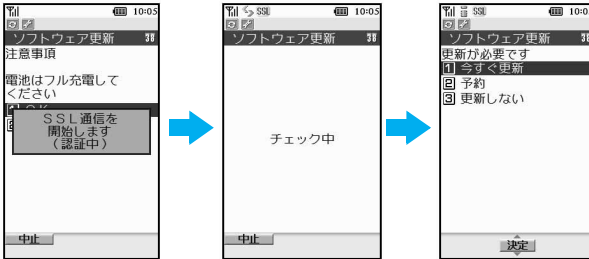 10:05
ソフトウェア更新
注意事項
電池はフル充電して
ください
1 OK
SSL通信を
開始します
(認証中)
中止
SSL 10:05
ソフトウェア更新
チェック中
中止
SSL 10:05
ソフトウェア更新
更新が必要です
1 今すぐ更新
2 予約
3 更新しない
決定